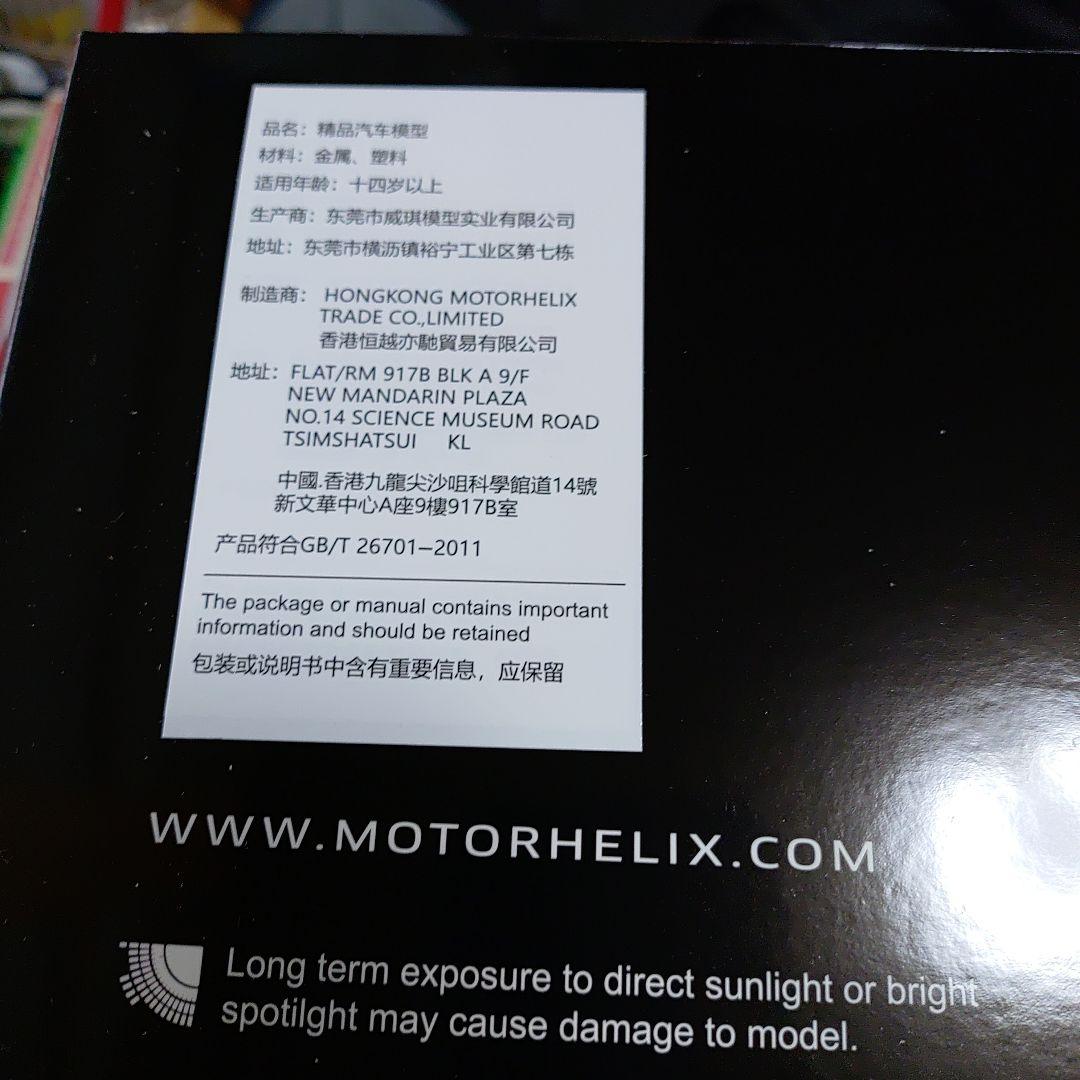 品名：精品汽车模型
材料：金属、塑料
适用年龄：十四岁以上
生产商：东莞市威琪模型实业有限公司
地址：东莞市横沥镇裕宁工业区第七栋
制造商： HONGKONG MOTORHELIX
TRADE CO.,LIMITED
香港恒越亦馳貿易有限公司
地址：FLAT/RM 917B BLK A 9/F
NEW MANDARIN PLAZA
NO.14 SCIENCE MUSEUM ROAD
TSIMSHATSUI KL
中國.香港九龍尖沙咀科學館道14號
新文華中心A座9樓917B室
产品符合GB/T 26701–2011
The package or manual contains important
information and should be retained
包装或说明书中含有重要信息，应保留
WWW.MOTORHELIX.COM
Long term exposure to direct sunlight or bright
spotilght may cause damage to model.